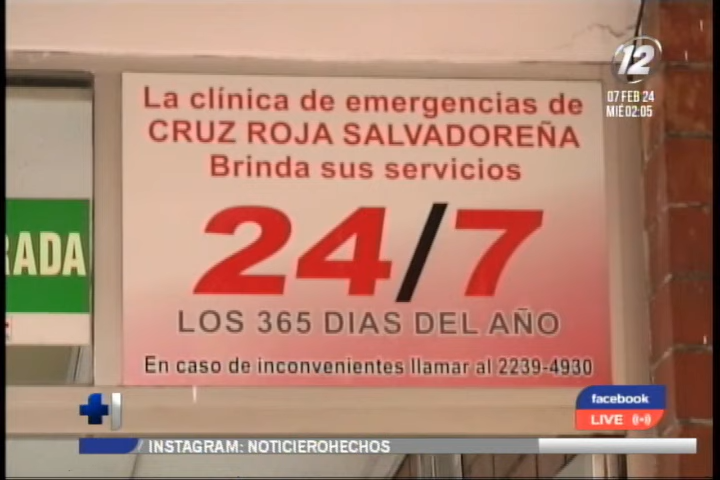 12
07 FEB 24
MIÉ 02:05
La clínica de emergencias de
CRUZ ROJA SALVADOREÑA
Brinda sus servicios
24/7
LOS 365 DIAS DEL AÑO
En caso de inconvenientes llamar al 2239-4930
RADA
facebook
LIVE
INSTAGRAM: NOTICIEROHECHOS